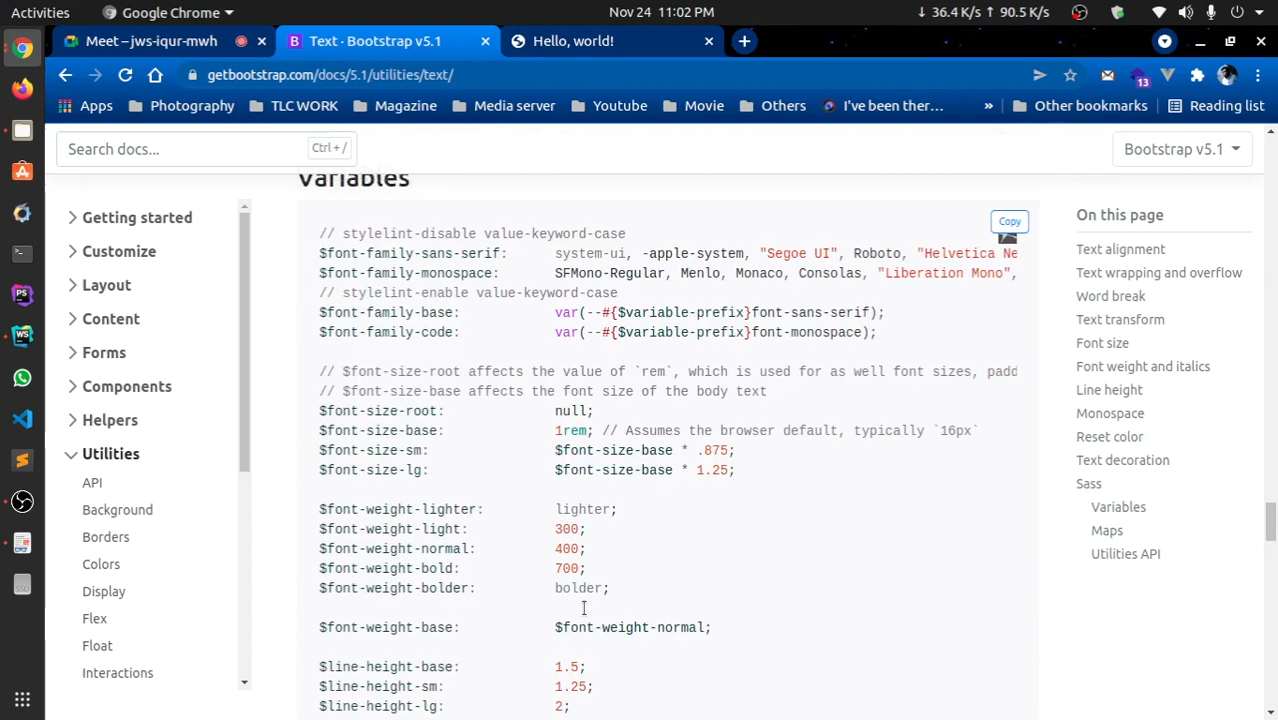 Activities
Google Chrome
Nov 24 11:02 PM
↓ 36.4 K/s ↑ 90.5 K/s
Meet – jws-iqur-mwh
Text · Bootstrap v5.1
Hello, world!
getbootstrap.com/docs/5.1/utilities/text/
13
Apps
Photography
TLC WORK
Magazine
Media server
Youtube
Movie
Others
I've been ther...
»
Other bookmarks
Reading list
Search docs...
Ctrl + /
Bootstrap v5.1
Getting started
Customize
Layout
Content
Forms
Components
Helpers
Utilities
API
Background
Borders
Colors
Display
Flex
Float
Interactions
Variables
Copy
// stylelint-disable value-keyword-case
$font-family-sans-serif: system-ui, -apple-system, "Segoe UI", Roboto, "Helvetica Ne
$font-family-monospace: SFMono-Regular, Menlo, Monaco, Consolas, "Liberation Mono",
// stylelint-enable value-keyword-case
$font-family-base: var(--#{$variable-prefix}font-sans-serif);
$font-family-code: var(--#{$variable-prefix}font-monospace);
// $font-size-root affects the value of `rem`, which is used for as well font sizes, padd
// $font-size-base affects the font size of the body text
$font-size-root: null;
$font-size-base: 1rem; // Assumes the browser default, typically `16px`
$font-size-sm: $font-size-base * .875;
$font-size-lg: $font-size-base * 1.25;
$font-weight-lighter: lighter;
$font-weight-light: 300;
$font-weight-normal: 400;
$font-weight-bold: 700;
$font-weight-bolder: bolder;
$font-weight-base: $font-weight-normal;
$line-height-base: 1.5;
$line-height-sm: 1.25;
$line-height-lg: 2;
On this page
Text alignment
Text wrapping and overflow
Word break
Text transform
Font size
Font weight and italics
Line height
Monospace
Reset color
Text decoration
Sass
Variables
Maps
Utilities API